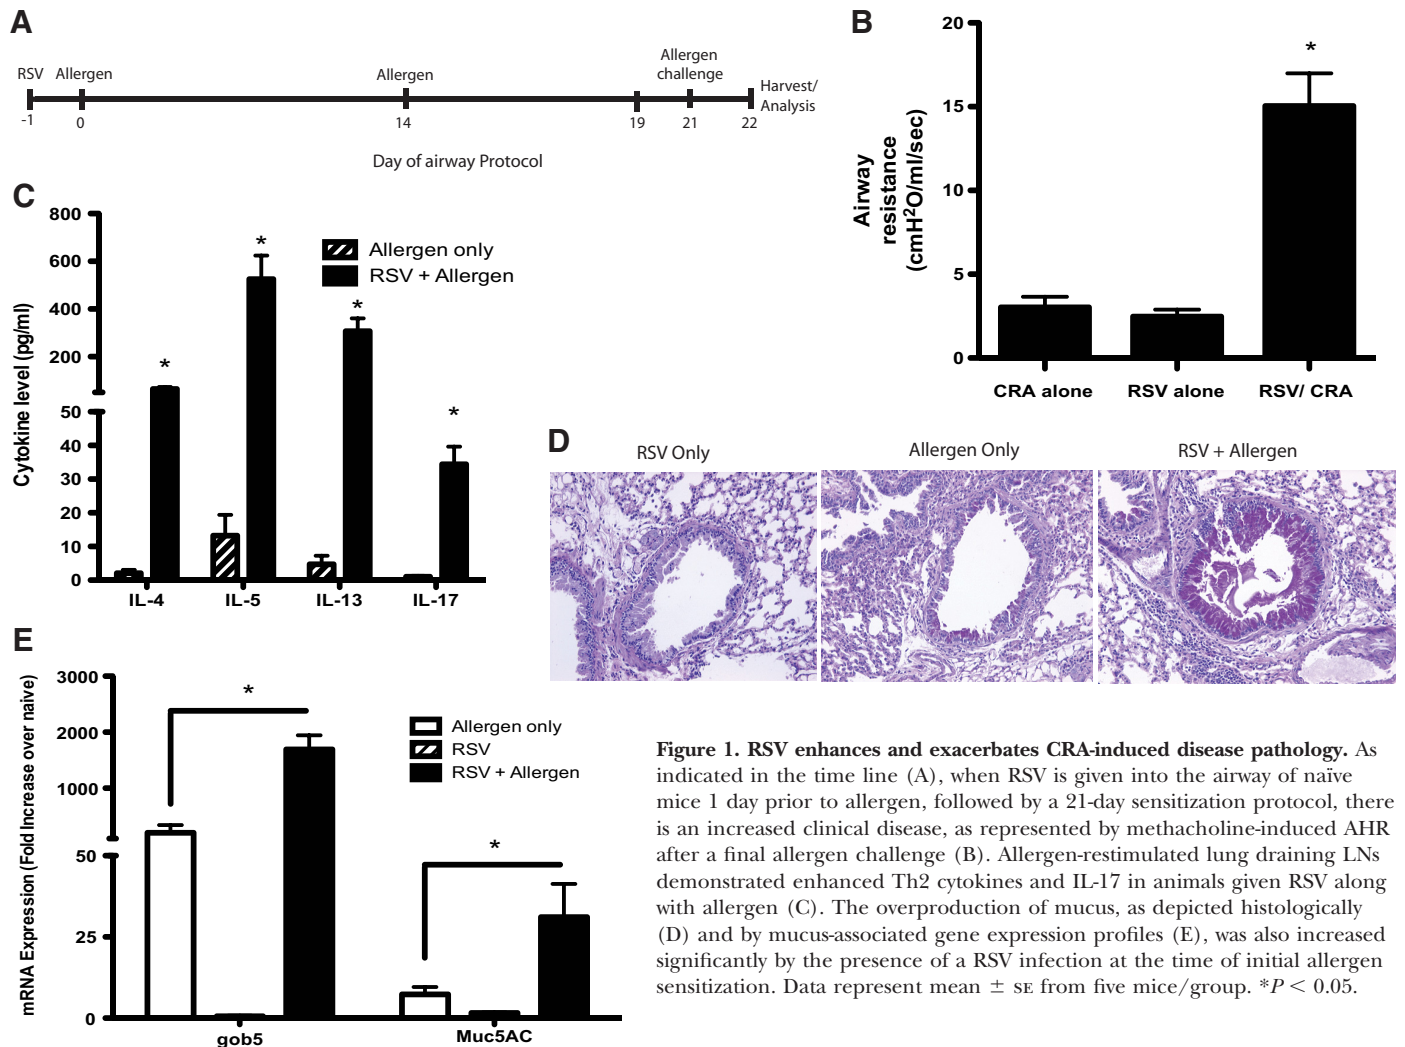 A
RSV Allergen Allergen Allergen
challenge
Harvest/
Analysis
-1 0 14 19 21 22
Day of airway Protocol
B
Airway
resistance
(cmH²O/ml/sec)
20
15
10
5
0
*
CRA alone RSV alone RSV/ CRA
C
Cytokine level (pg/ml)
800
600
400
200
50
40
30
20
10
0
Allergen only
RSV + Allergen
* * * *
IL-4 IL-5 IL-13 IL-17
D
RSV Only Allergen Only RSV + Allergen
E
mRNA Expression (Fold Increase over naive)
3000
2000
1000
50
25
0
Allergen only
RSV
RSV + Allergen
* *
gob5 Muc5AC
Figure 1. RSV enhances and exacerbates CRA-induced disease pathology. As
indicated in the time line (A), when RSV is given into the airway of naïve
mice 1 day prior to allergen, followed by a 21-day sensitization protocol, there
is an increased clinical disease, as represented by methacholine-induced AHR
after a final allergen challenge (B). Allergen-restimulated lung draining LNs
demonstrated enhanced Th2 cytokines and IL-17 in animals given RSV along
with allergen (C). The overproduction of mucus, as depicted histologically
(D) and by mucus-associated gene expression profiles (E), was also increased
significantly by the presence of a RSV infection at the time of initial allergen
sensitization. Data represent mean ± SE from five mice/group. *P < 0.05.